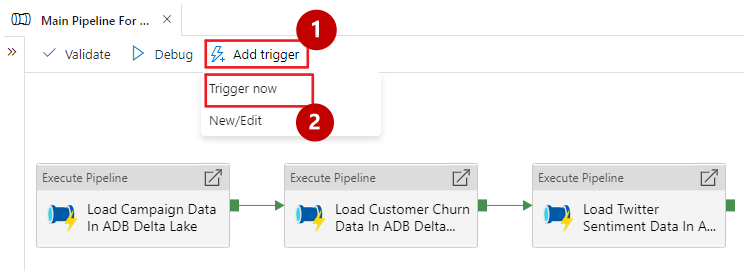 Main Pipeline For ...
Validate
Debug
Add trigger
1
Trigger now
New/Edit
2
Execute Pipeline
Load Campaign Data
In ADB Delta Lake
Execute Pipeline
Load Customer Churn
Data In ADB Delta...
Execute Pipeline
Load Twitter
Sentiment Data In A...